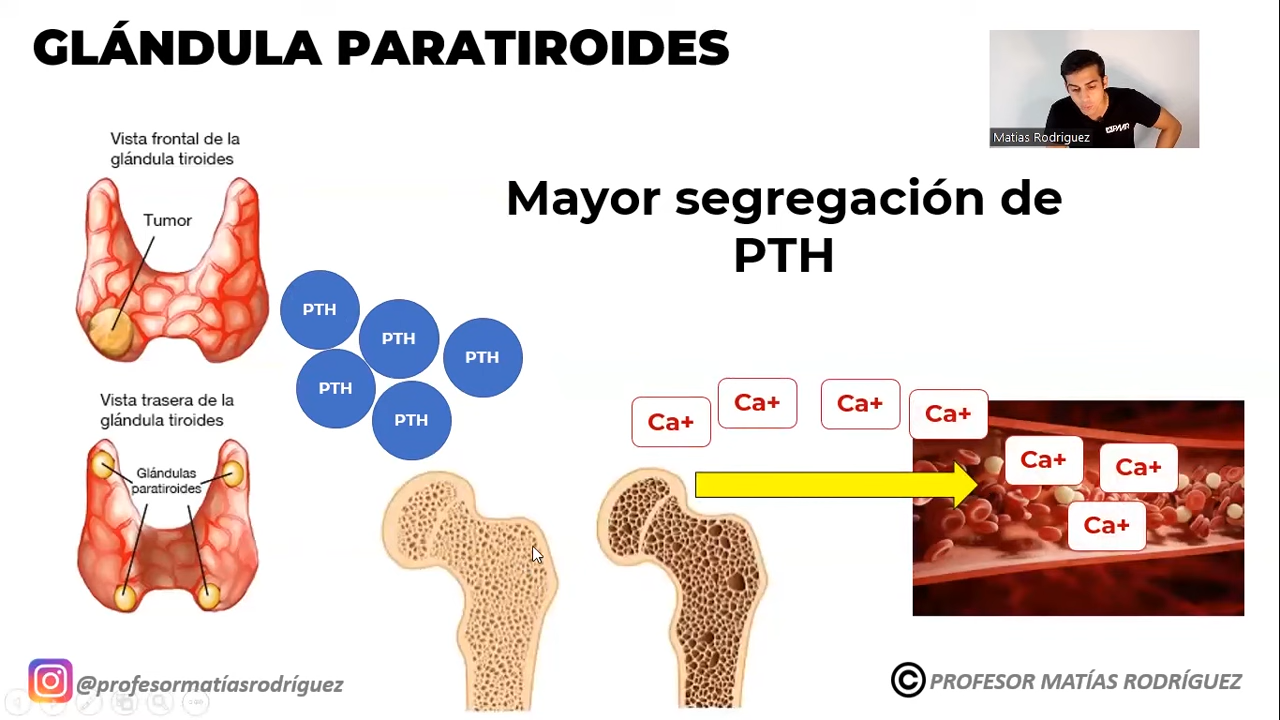 GLÁNDULA PARATIROIDES
Matias Rodriguez
PMR
Vista frontal de la
glándula tiroides
Tumor
Mayor segregación de
PTH
PTH
PTH
PTH
PTH
PTH
Vista trasera de la
glándula tiroides
Glándulas
paratiroides
Ca+
Ca+
Ca+
Ca+
Ca+
Ca+
Ca+
@profesormatíasrodríguez
© PROFESOR MATÍAS RODRÍGUEZ